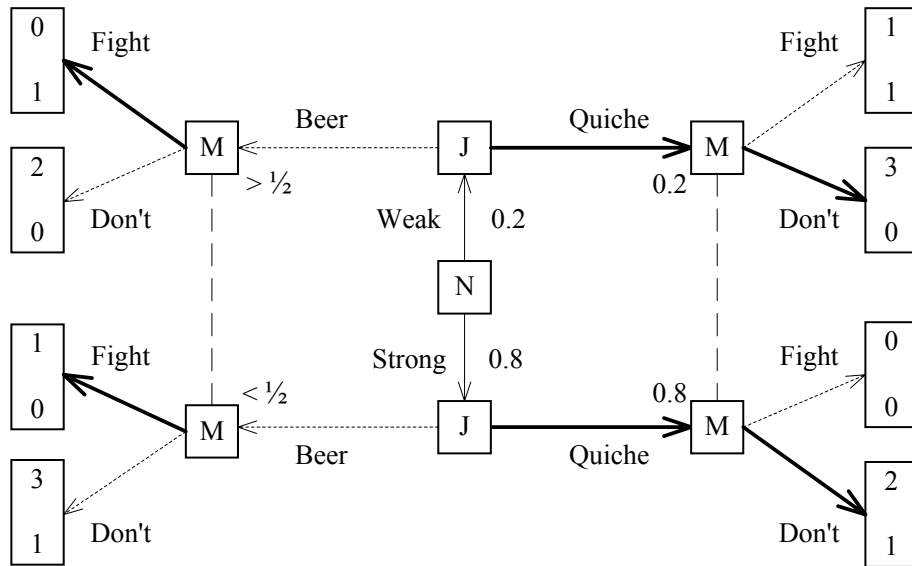 0 1
Fight
1 1
Fight
M
Beer
J
Quiche
M
> ½
0.2
2 0
Don't
3 0
Don't
Weak 0.2
N
Strong 0.8
1 0
Fight
0 0
Fight
< ½
0.8
M
Beer
J
Quiche
M
3 1
Don't
2 1
Don't